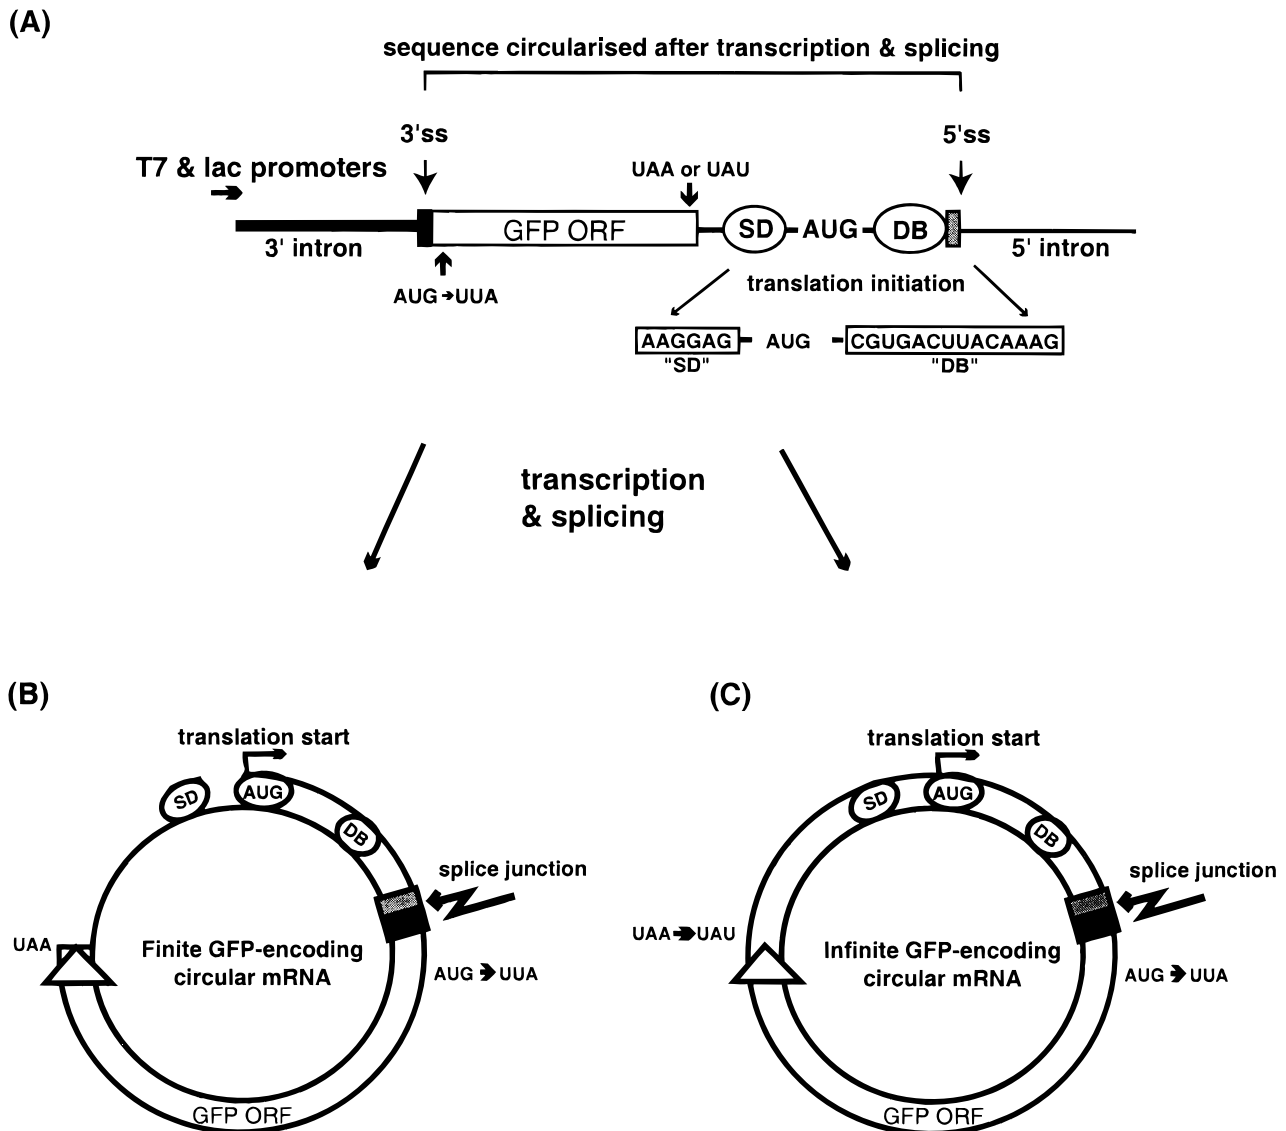 (A)
sequence circularised after transcription & splicing
3'ss
5'ss
T7 & lac promoters
UAA or UAU
GFP ORF
SD
AUG
DB
3' intron
5' intron
AUG➔UUA
translation initiation
AAGGAG
AUG
CGUGACUUACAAAG
"SD"
"DB"
transcription
& splicing
(B)
translation start
SD
AUG
DB
splice junction
UAA
Finite GFP-encoding
circular mRNA
AUG➔UUA
GFP ORF
(C)
translation start
SD
AUG
DB
splice junction
UAA➔UAU
Infinite GFP-encoding
circular mRNA
AUG➔UUA
GFP ORF